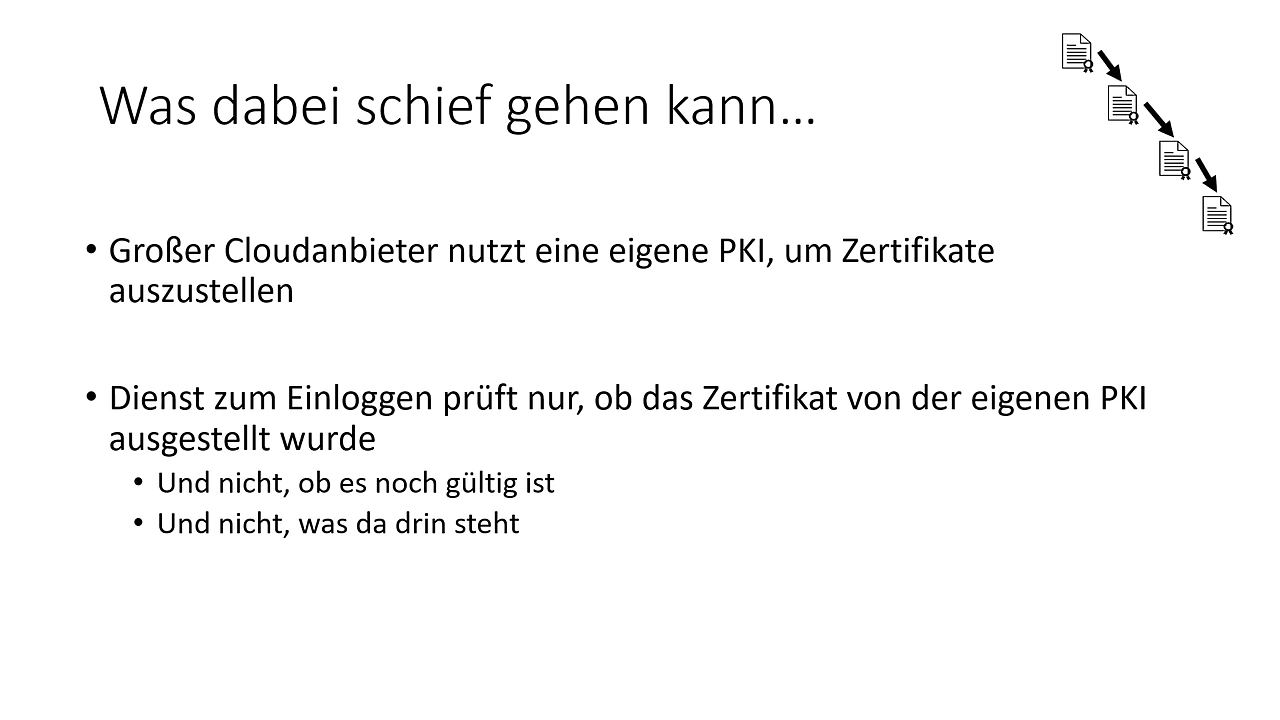 Was dabei schief gehen kann...
• Großer Cloudanbieter nutzt eine eigene PKI, um Zertifikate
auszustellen
• Dienst zum Einloggen prüft nur, ob das Zertifikat von der eigenen PKI
ausgestellt wurde
• Und nicht, ob es noch gültig ist
• Und nicht, was da drin steht